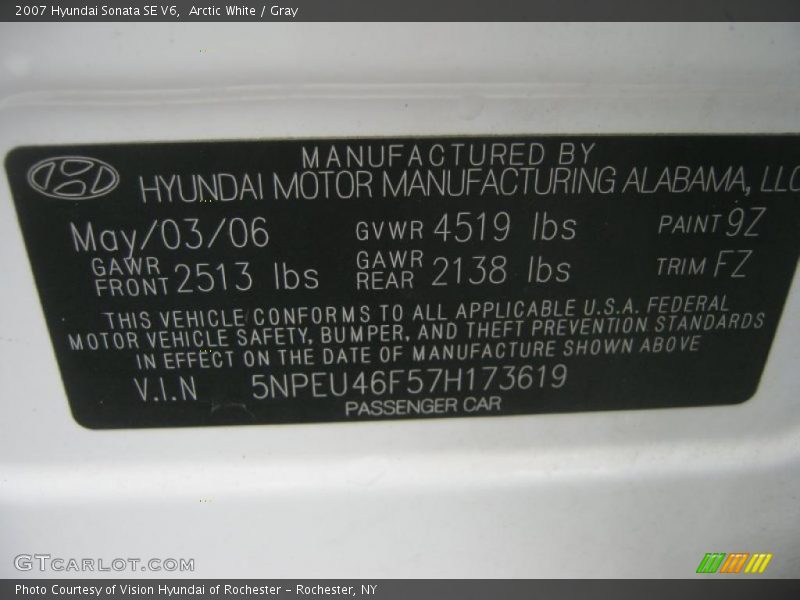 2007 Hyundai Sonata SE V6, Arctic White / Gray
MANUFACTURED BY
HYUNDAI MOTOR MANUFACTURING ALABAMA, LLC
May/03/06 GVWR 4519 lbs PAINT 9Z
GAWR FRONT 2513 lbs GAWR REAR 2138 lbs TRIM FZ
THIS VEHICLE CONFORMS TO ALL APPLICABLE U.S.A. FEDERAL
MOTOR VEHICLE SAFETY, BUMPER, AND THEFT PREVENTION STANDARDS
IN EFFECT ON THE DATE OF MANUFACTURE SHOWN ABOVE
V.I.N 5NPEU46F57H173619
PASSENGER CAR
GTCARLOT.COM
Photo Courtesy of Vision Hyundai of Rochester - Rochester, NY